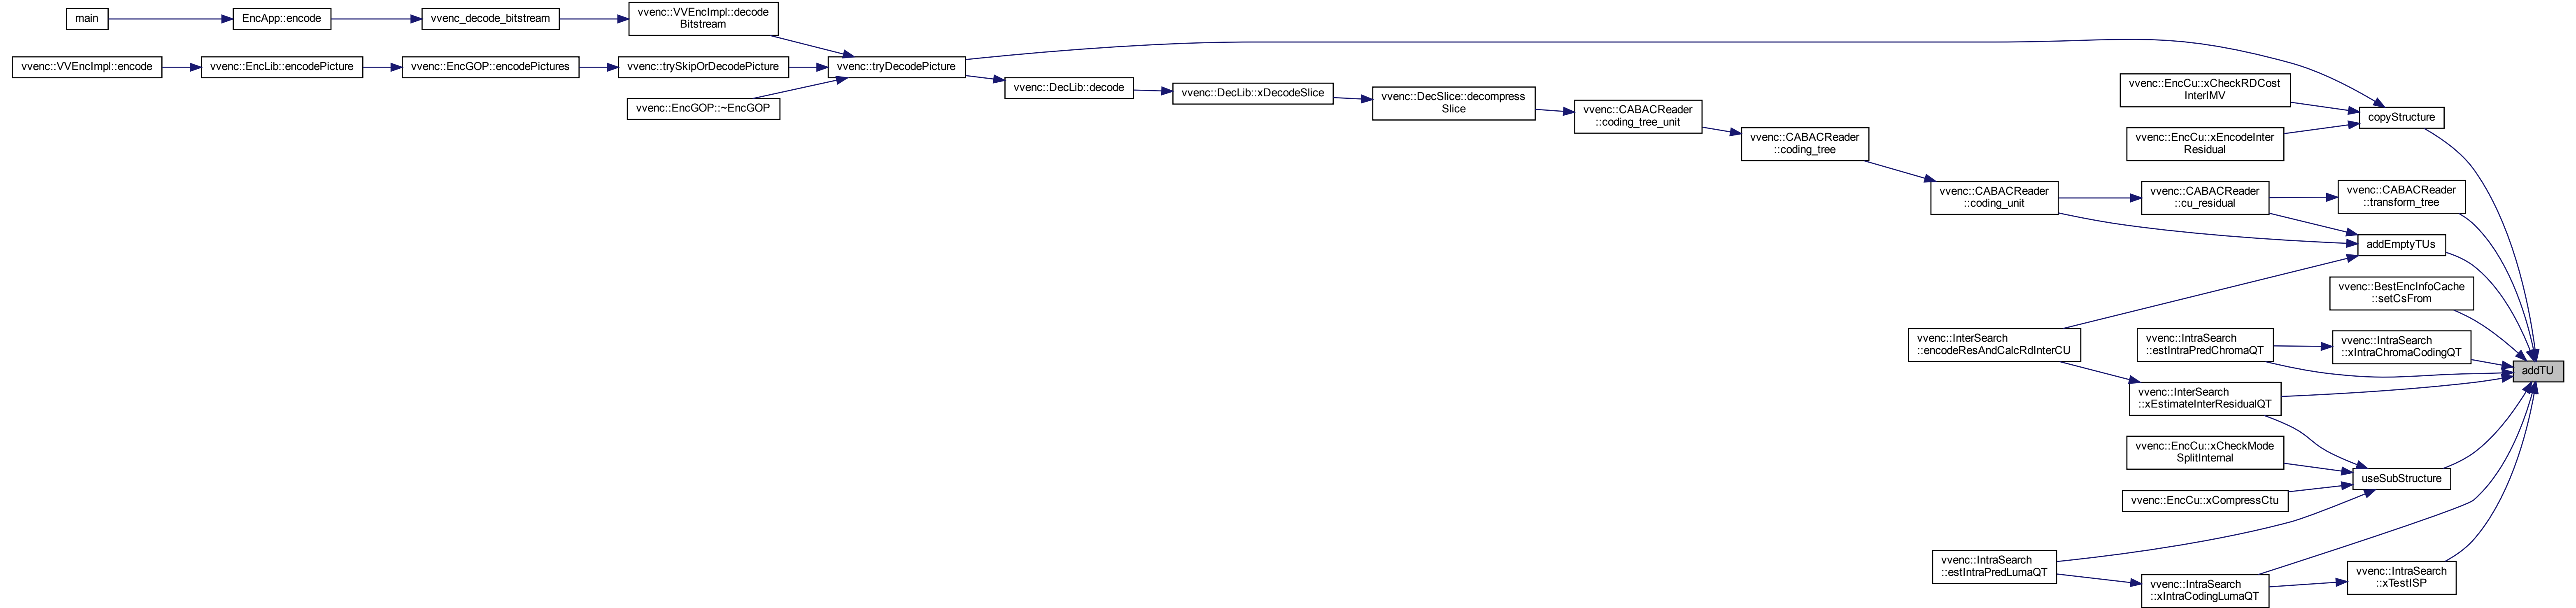 main
EncApp::encode
vvenc_decode_bitstream
vvenc::VVEncImpl::decode
Bitstream
vvenc::VVEncImpl::encode
vvenc::EncLib::encodePicture
vvenc::EncGOP::encodePictures
vvenc::trySkipOrDecodePicture
vvenc::tryDecodePicture
vvenc::EncGOP::~EncGOP
vvenc::DecLib::decode
vvenc::DecLib::xDecodeSlice
vvenc::DecSlice::decompress
Slice
vvenc::CABACReader
::coding_tree_unit
vvenc::CABACReader
::coding_tree
vvenc::EncCu::xCheckRDCost
InterIMV
copyStructure
vvenc::EncCu::xEncodeInter
Residual
vvenc::CABACReader
::coding_unit
vvenc::CABACReader
::cu_residual
vvenc::CABACReader
::transform_tree
addEmptyTUs
vvenc::BestEncInfoCache
::setCsFrom
vvenc::InterSearch
::encodeResAndCalcRdInterCU
vvenc::IntraSearch
::estIntraPredChromaQT
vvenc::IntraSearch
::xIntraChromaCodingQT
addTU
vvenc::InterSearch
::xEstimateInterResidualQT
vvenc::EncCu::xCheckMode
SplitInternal
useSubStructure
vvenc::EncCu::xCompressCtu
vvenc::IntraSearch
::estIntraPredLumaQT
vvenc::IntraSearch
::xIntraCodingLumaQT
vvenc::IntraSearch
::xTestISP